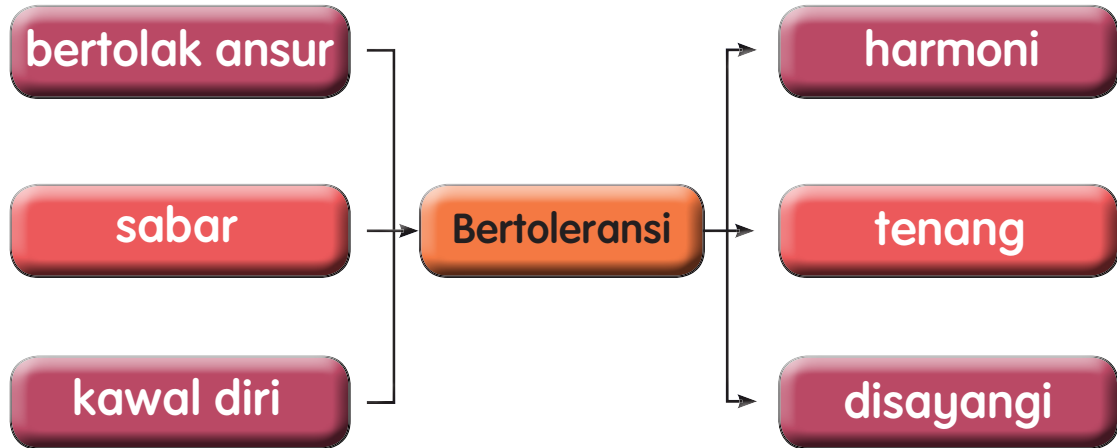 bertolak ansur
harmoni
sabar
Bertoleransi
tenang
kawal diri
disayangi